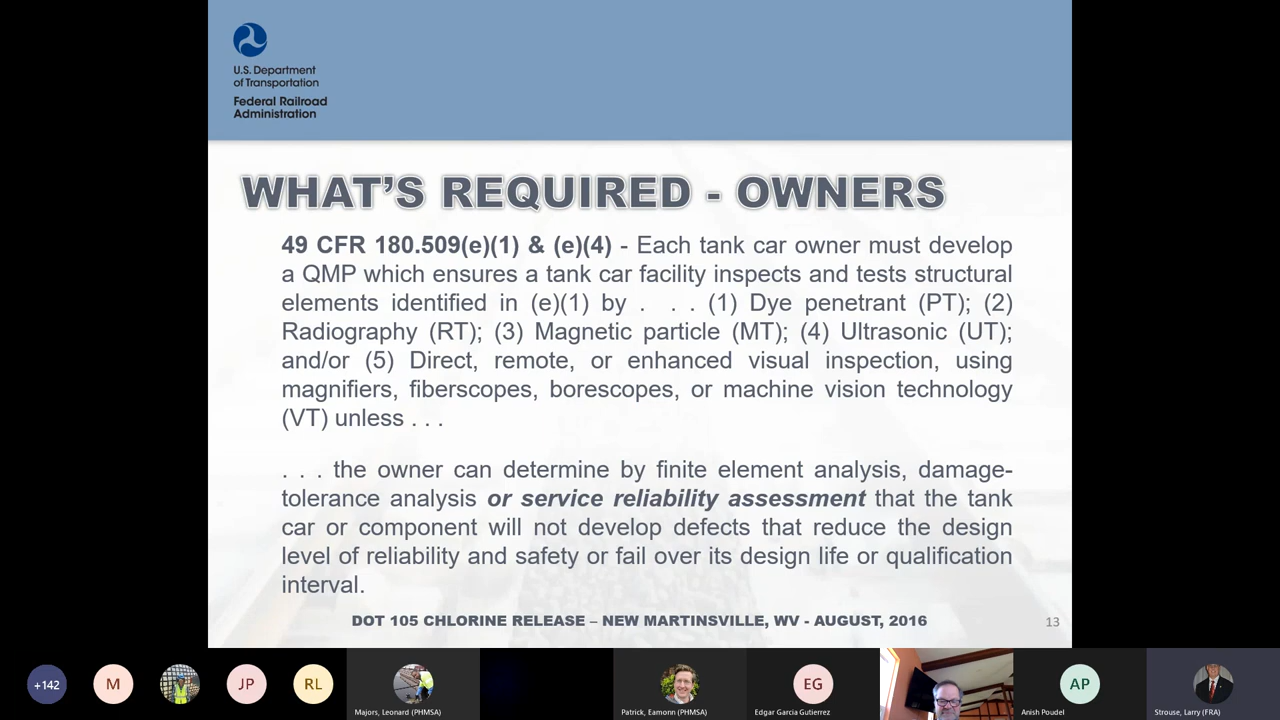 U.S. Department
of Transportation
Federal Railroad
Administration
WHAT'S REQUIRED - OWNERS
49 CFR 180.509(e)(1) & (e)(4) - Each tank car owner must develop
a QMP which ensures a tank car facility inspects and tests structural
elements identified in (e)(1) by . . . (1) Dye penetrant (PT); (2)
Radiography (RT); (3) Magnetic particle (MT); (4) Ultrasonic (UT);
and/or (5) Direct, remote, or enhanced visual inspection, using
magnifiers, fiberscopes, borescopes, or machine vision technology
(VT) unless . . .
. . . the owner can determine by finite element analysis, damage-
tolerance analysis or service reliability assessment that the tank
car or component will not develop defects that reduce the design
level of reliability and safety or fail over its design life or qualification
interval.
DOT 105 CHLORINE RELEASE – NEW MARTINSVILLE, WV - AUGUST, 2016
13
+142
M
JP
RL
EG
AP
Majors, Leonard (PHMSA)
Patrick, Eamonn (PHMSA)
Edgar Garcia Gutierrez
Anish Poudel
Strouse, Larry (FRA)